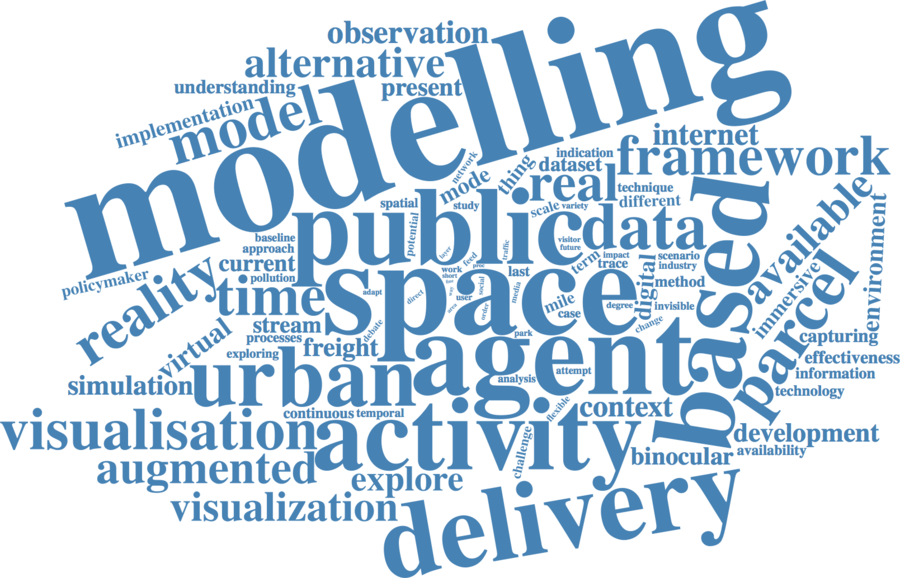 observation
alternative
understanding
present
implementation
model
modelling
internet
framework
network
mode
thing
indication
dataset
real
technique
different
spatial
study
scale
variety
potential
public
data
based
available
environment
baseline
approach
current
pollution
policymaker
reality
time
layer
feed
traffic
visitor
future
term
impact
trace
scenario
industry
digital
method
work
short
last
space
adapt
direct
user
social
order
media
mile
case
degree
invisible
change
immersive
parcel
stream
processes
debate
park
virtual
exploring
freight
capturing
effectiveness
information
technology
simulation
urban
agent
analysis
attempt
continuous
temporal
flexible
context
visualisation
activity
challenge
development
availability
binocular
augmented
explore
visualization
delivery